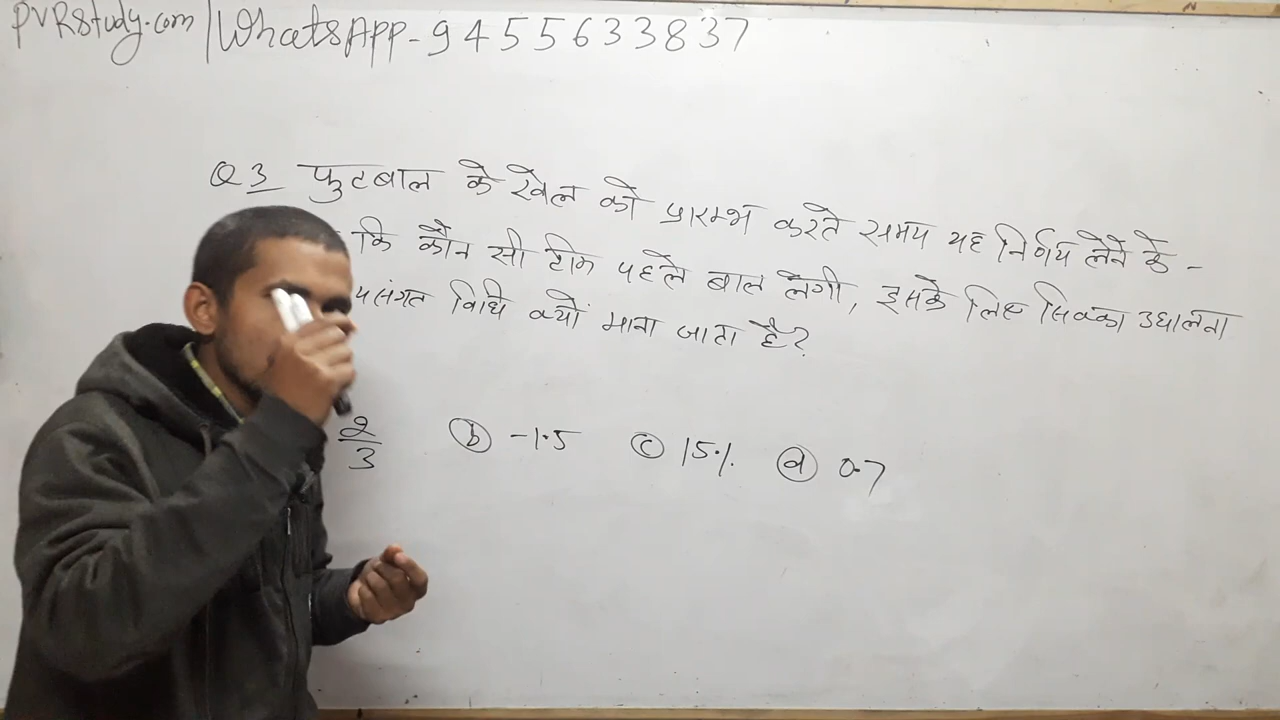 PVRstudy.com | WhatsApp-9455633837
Q3 फुटबाल के खेल को प्रारम्भ करते समय यह निर्णय लेने के -
कि कौन सी टीम पहले बाल लेगी, इसके लिए सिक्का उछालना
यसंगत विधि क्यों माना जाता है?
2/3 (b) -1.5 (c) 15% (d) 0.7